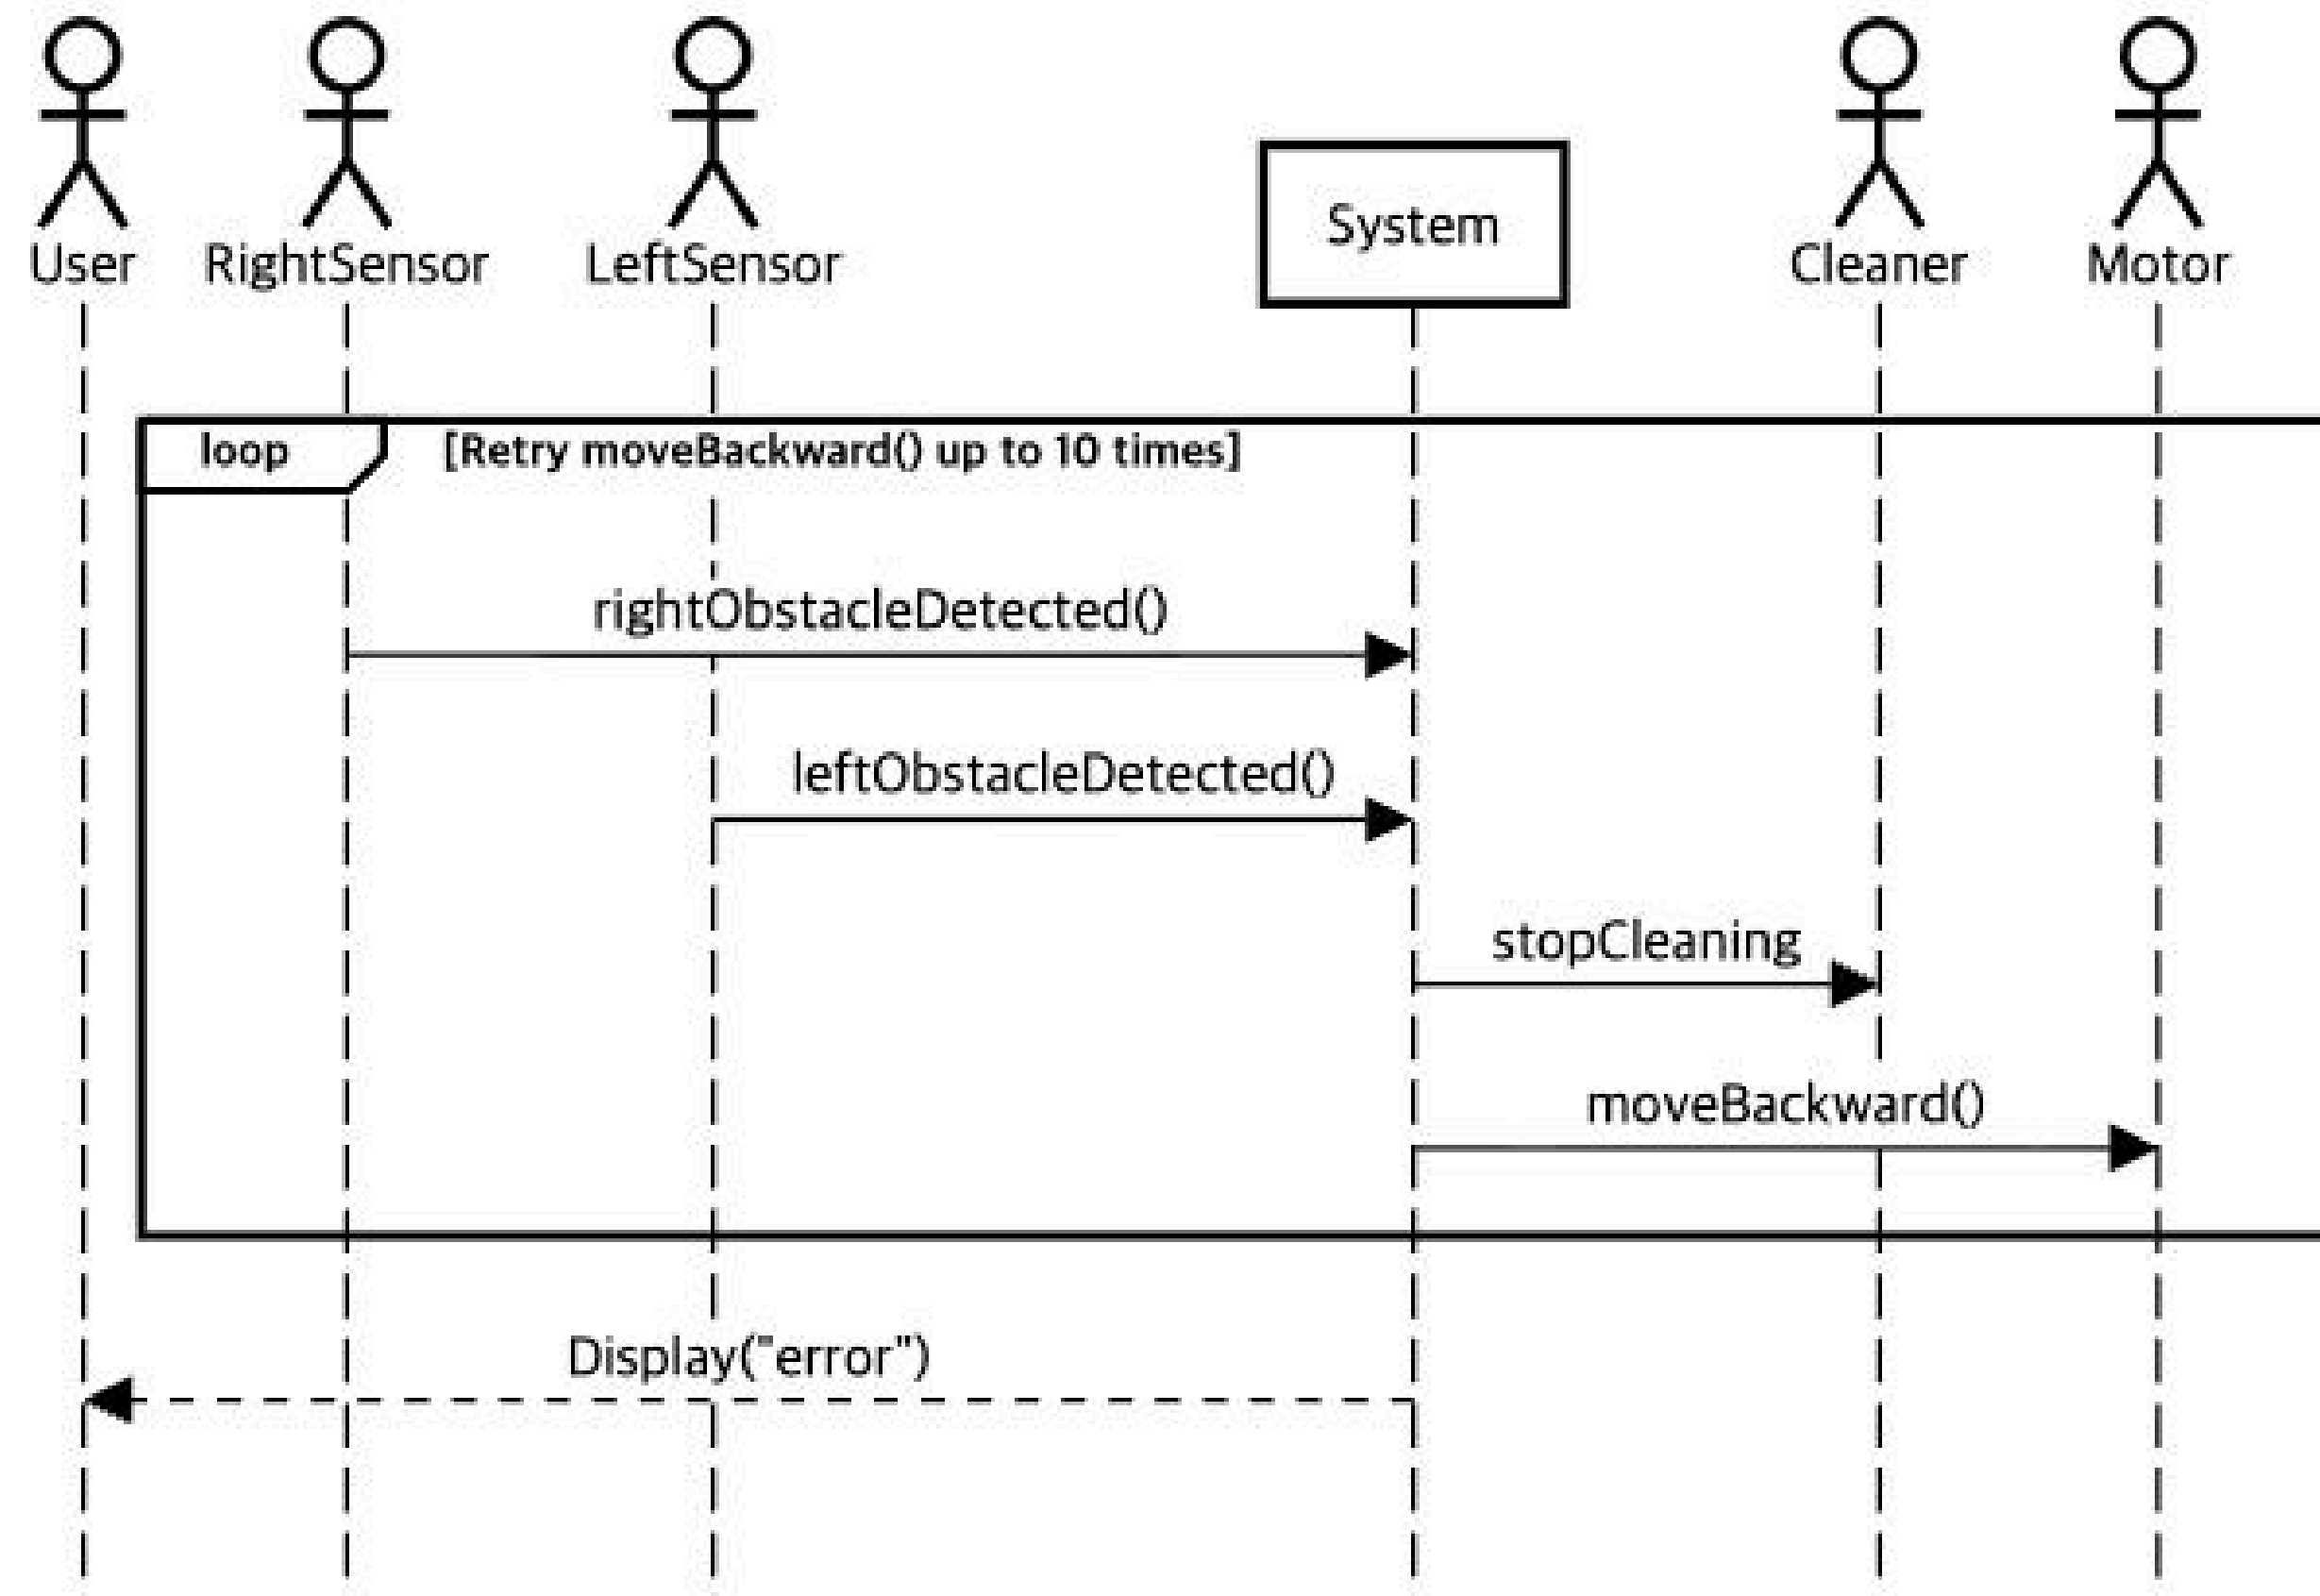 User
RightSensor
LeftSensor
System
Cleaner
Motor
loop
[Retry moveBackward() up to 10 times]
rightObstacleDetected()
leftObstacleDetected()
stopCleaning
moveBackward()
Display("error")